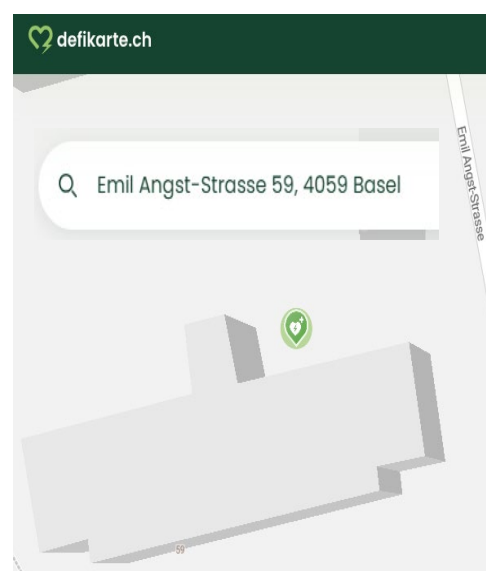 defikarte.ch
Emil Angst-Strasse 59, 4059 Basel
Emil Angst-Strasse
59